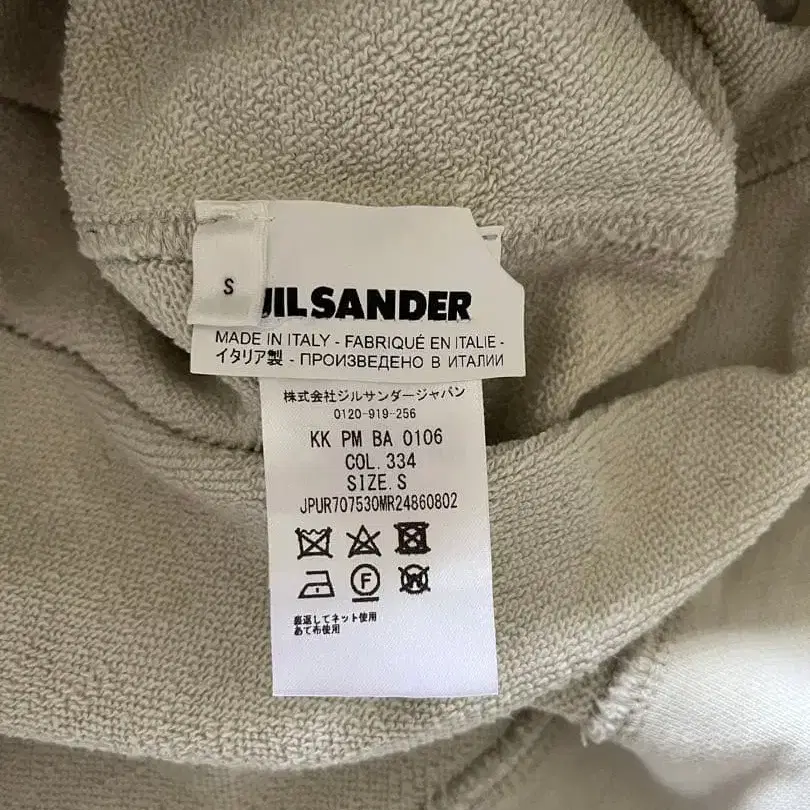 S
JIL SANDER
MADE IN ITALY - FABRIQUÉ EN ITALIE -
イタリア製 - ПРОИЗВЕДЕНО В ИТАЛИИ
株式会社ジルサンダージャパン
0120-919-256
KK PM BA 0106
COL. 334
SIZE. S
JPUR707530MR24860802
F
W
裏返してネット使用
あて布使用